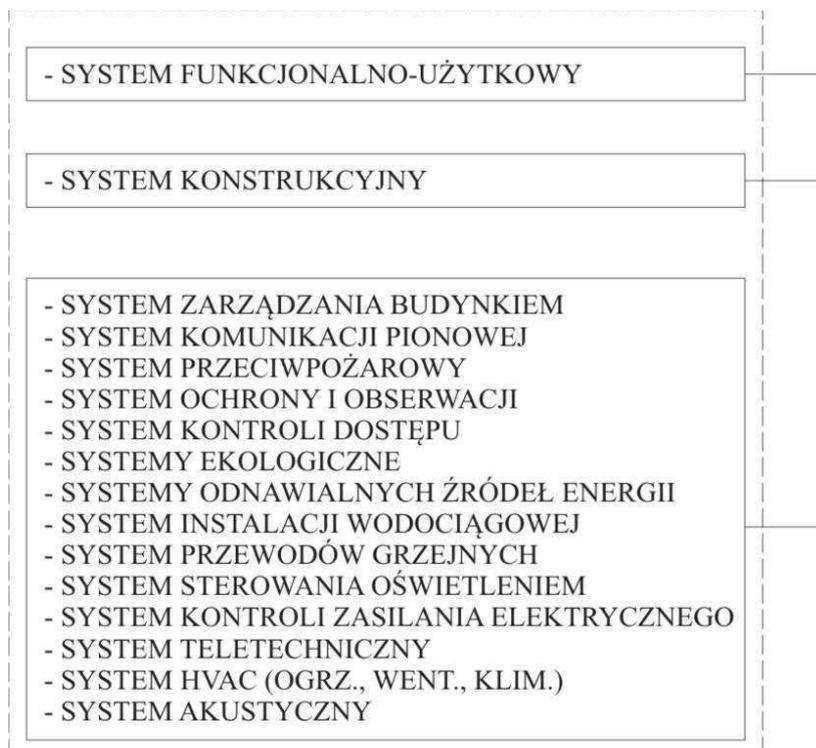 - SYSTEM FUNKCJONALNO-UŻYTKOWY
- SYSTEM KONSTRUKCYJNY
- SYSTEM ZARZĄDZANIA BUDYNKIEM
- SYSTEM KOMUNIKACJI PIONOWEJ
- SYSTEM PRZECIWPOŻAROWY
- SYSTEM OCHRONY I OBSERWACJI
- SYSTEM KONTROLI DOSTĘPU
- SYSTEMY EKOLOGICZNE
- SYSTEMY ODNAWIALNYCH ŹRÓDEŁ ENERGII
- SYSTEM INSTALACJI WODOCIĄGOWEJ
- SYSTEM PRZEWODÓW GRZEJNYCH
- SYSTEM STEROWANIA OŚWIETLENIEM
- SYSTEM KONTROLI ZASILANIA ELEKTRYCZNEGO
- SYSTEM TELETECHNICZNY
- SYSTEM HVAC (OGRZ., WENT., KLIM.)
- SYSTEM AKUSTYCZNY